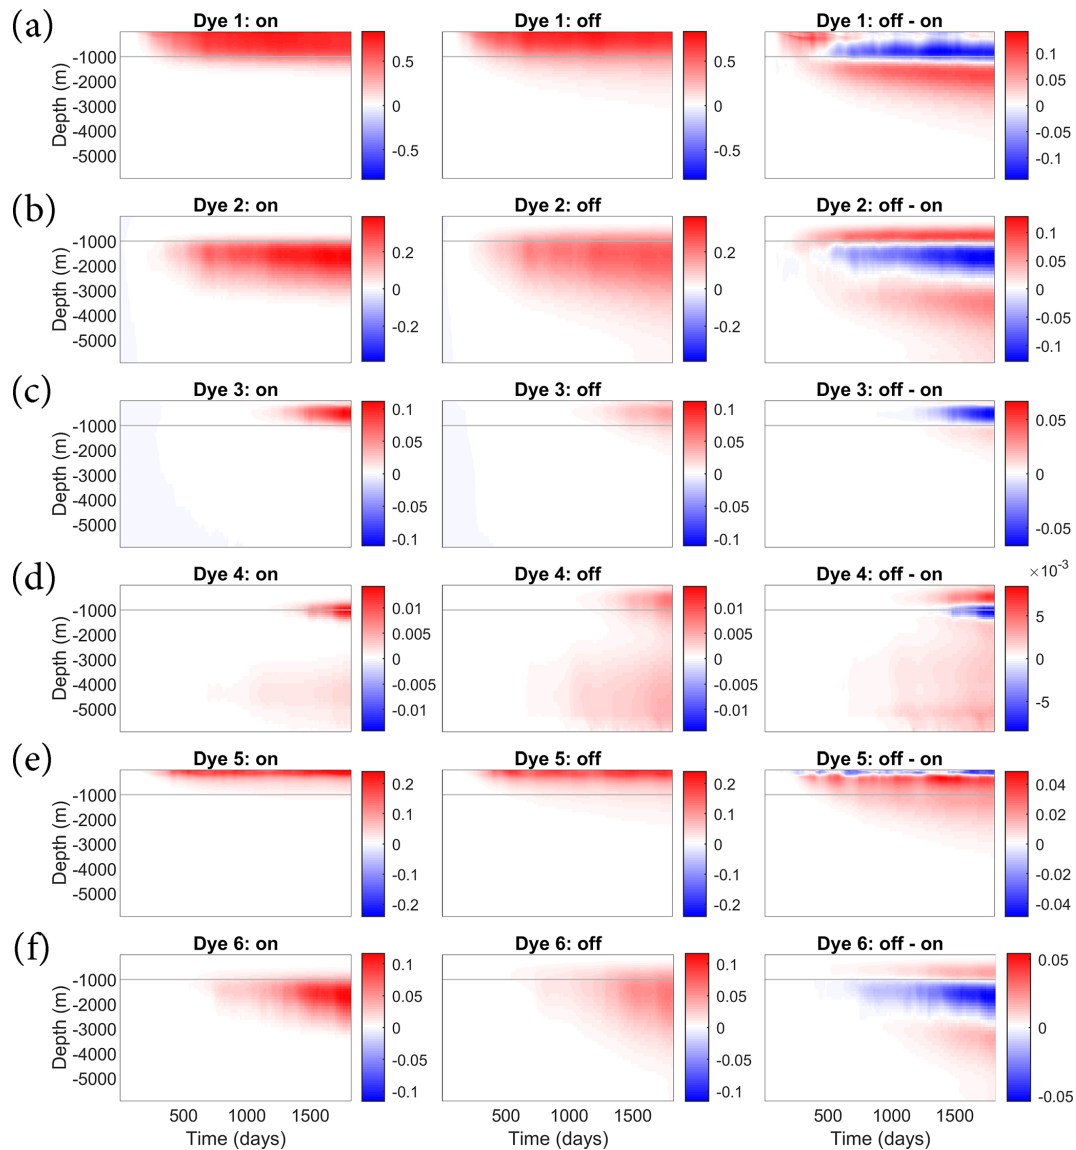 (a)
Dye 1: on
Dye 1: off
Dye 1: off - on
Depth (m)
-1000
-2000
-3000
-4000
-5000
0.5
0
-0.5
0.5
0
-0.5
0.1
0.05
0
-0.05
-0.1
(b)
Dye 2: on
Dye 2: off
Dye 2: off - on
Depth (m)
-1000
-2000
-3000
-4000
-5000
0.2
0
-0.2
0.2
0
-0.2
0.1
0.05
0
-0.05
-0.1
(c)
Dye 3: on
Dye 3: off
Dye 3: off - on
Depth (m)
-1000
-2000
-3000
-4000
-5000
0.1
0.05
0
-0.05
-0.1
0.1
0.05
0
-0.05
-0.1
0.05
0
-0.05
(d)
Dye 4: on
Dye 4: off
Dye 4: off - on
×10-3
Depth (m)
-1000
-2000
-3000
-4000
-5000
0.01
0.005
0
-0.005
-0.01
0.01
0.005
0
-0.005
-0.01
5
0
-5
(e)
Dye 5: on
Dye 5: off
Dye 5: off - on
Depth (m)
-1000
-2000
-3000
-4000
-5000
0.2
0.1
0
-0.1
-0.2
0.2
0.1
0
-0.1
-0.2
0.04
0.02
0
-0.02
-0.04
(f)
Dye 6: on
Dye 6: off
Dye 6: off - on
Depth (m)
-1000
-2000
-3000
-4000
-5000
0.1
0.05
0
-0.05
-0.1
0.1
0.05
0
-0.05
-0.1
0.05
0
-0.05
500 1000 1500
500 1000 1500
500 1000 1500
Time (days)
Time (days)
Time (days)